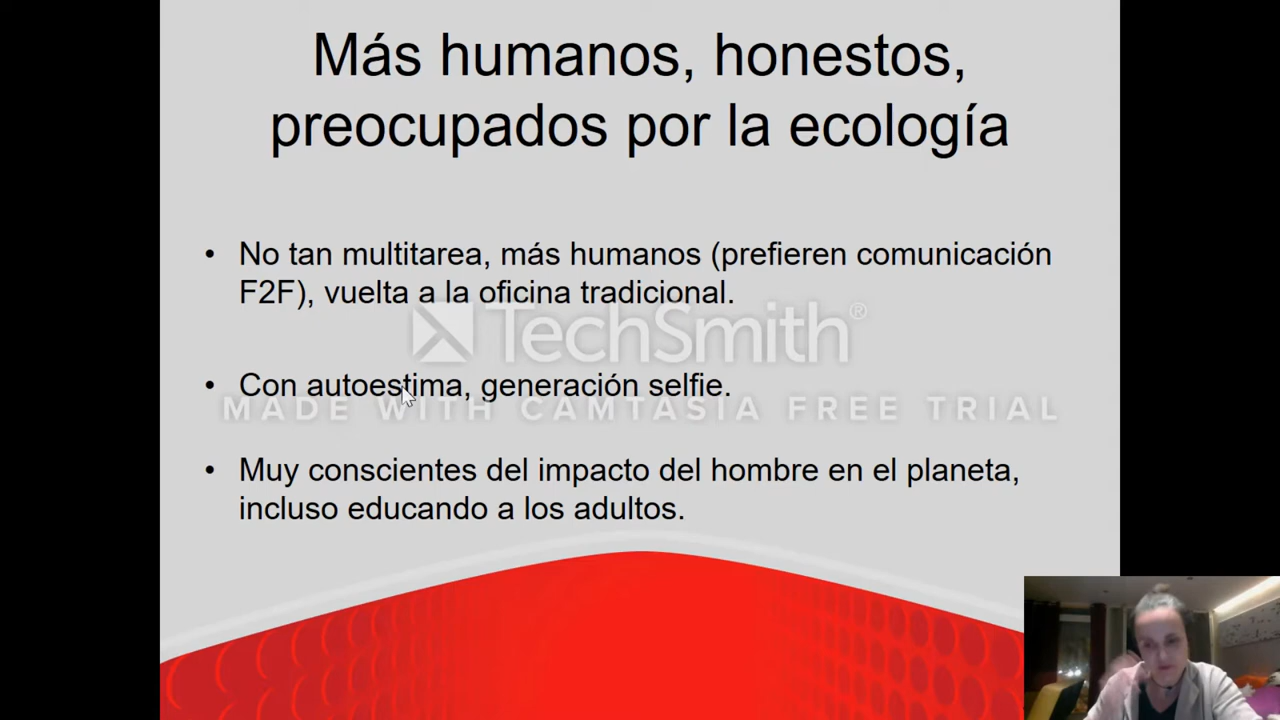 Más humanos, honestos,
preocupados por la ecología
• No tan multitarea, más humanos (prefieren comunicación
F2F), vuelta a la oficina tradicional.
TechSmith®
• Con autoestima, generación selfie.
MADE WITH CAMTASIA FREE TRIAL
• Muy conscientes del impacto del hombre en el planeta,
incluso educando a los adultos.